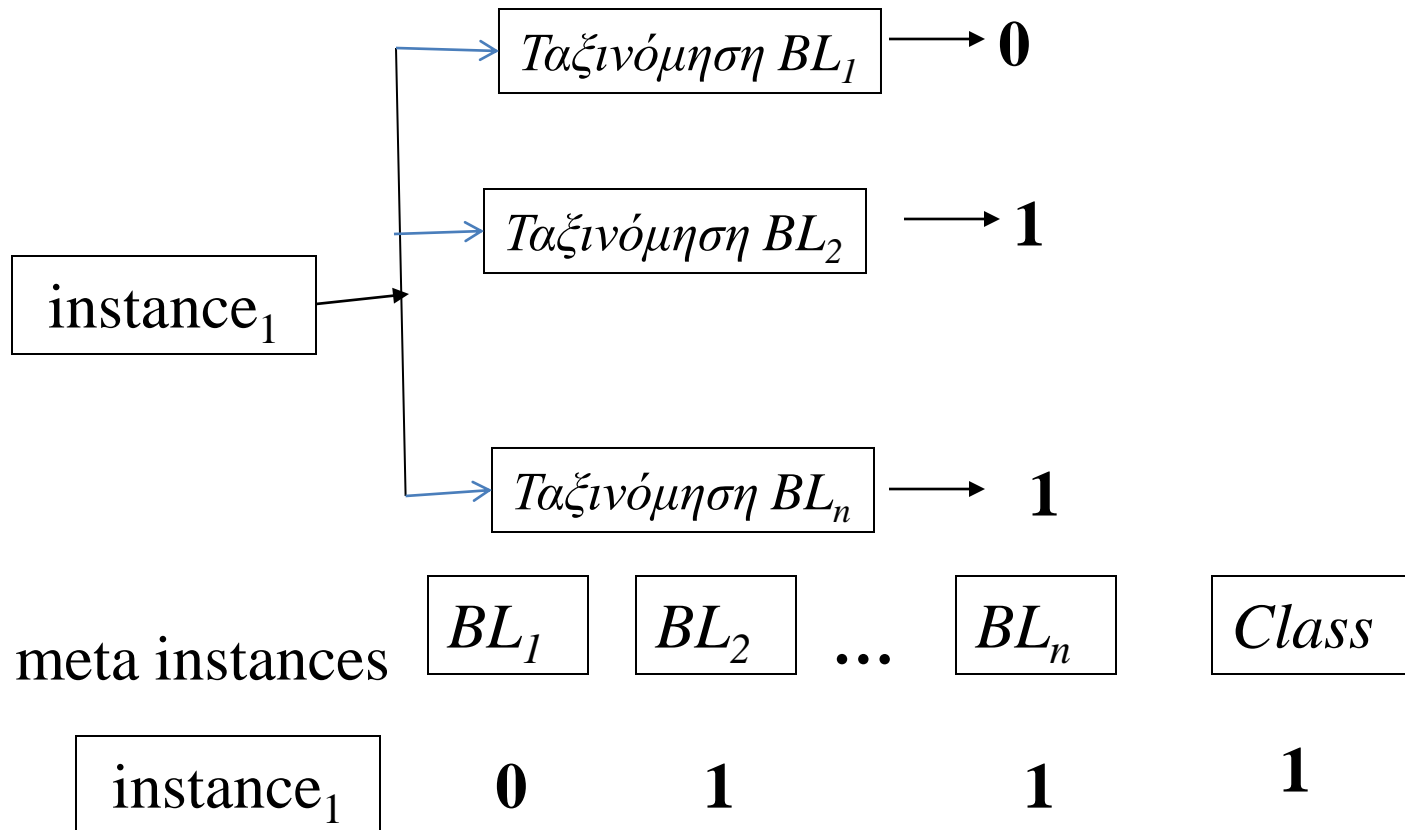 Ταξινόμηση BL1 0
Ταξινόμηση BL2 1
instance1
Ταξινόμηση BLn 1
BL1 BL2 ... BLn Class
meta instances
instance1 0 1 1 1